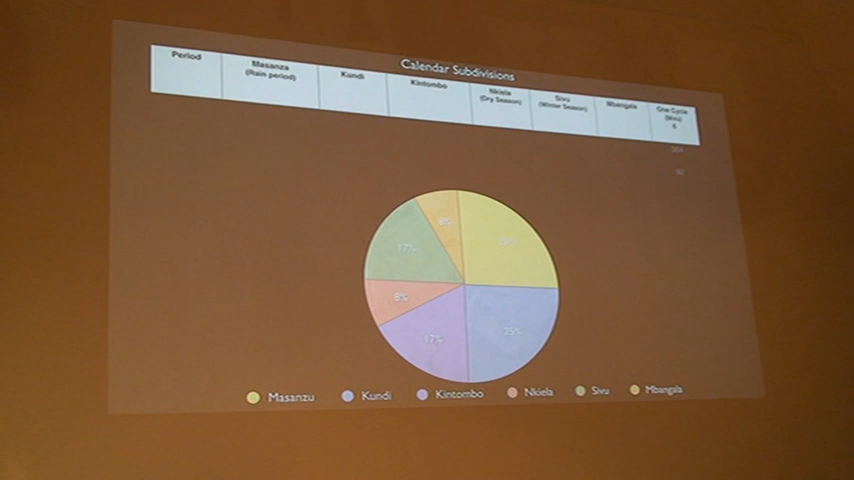 Calendar Subdivisions
Period
Masanza
(Rain period)
Kundi
Kintombo
Nkiela
(Dry Season)
Sivu
(Winter Season)
Mbangala
One Cycle
6
8%
17%
25%
8%
17%
25%
Masanzu
Kundi
Kintombo
Nkiela
Sivu
Mbangala